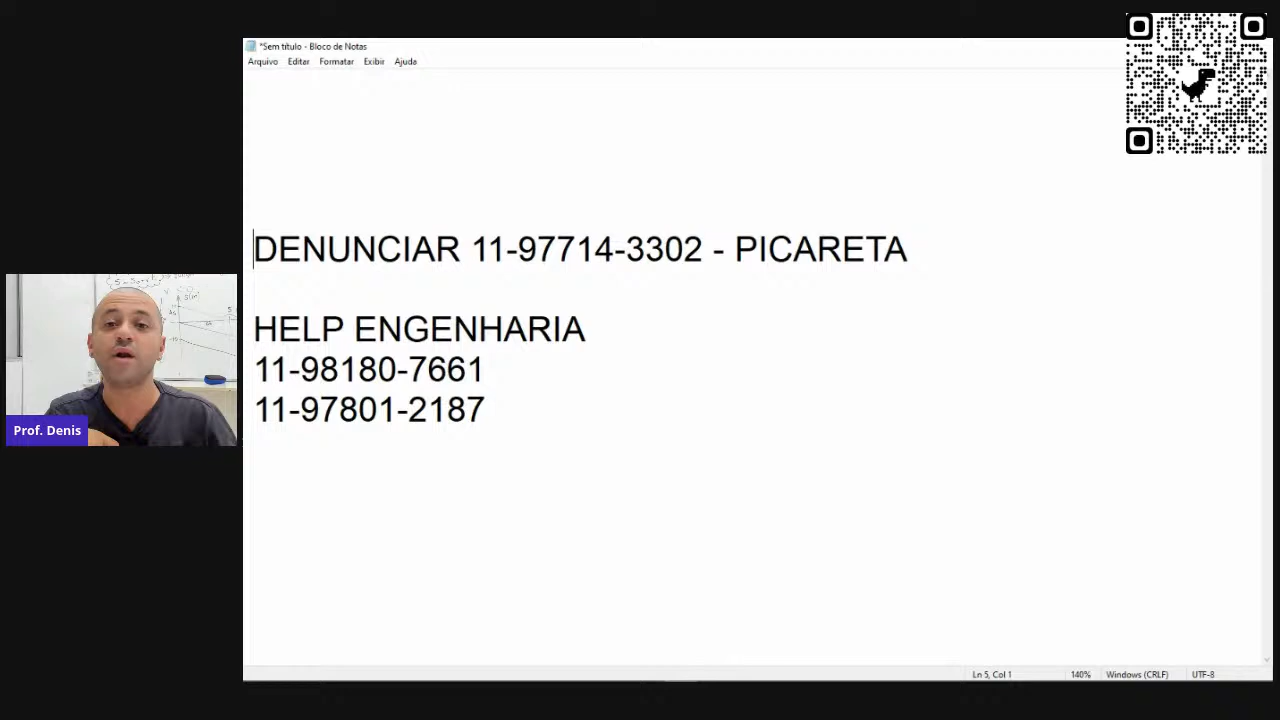 *Sem título - Bloco de Notas
Arquivo Editar Formatar Exibir Ajuda
DENUNCIAR 11-97714-3302 - PICARETA
HELP ENGENHARIA
11-98180-7661
11-97801-2187
Prof. Denis
Ln 5, Col 1 140% Windows (CRLF) UTF-8